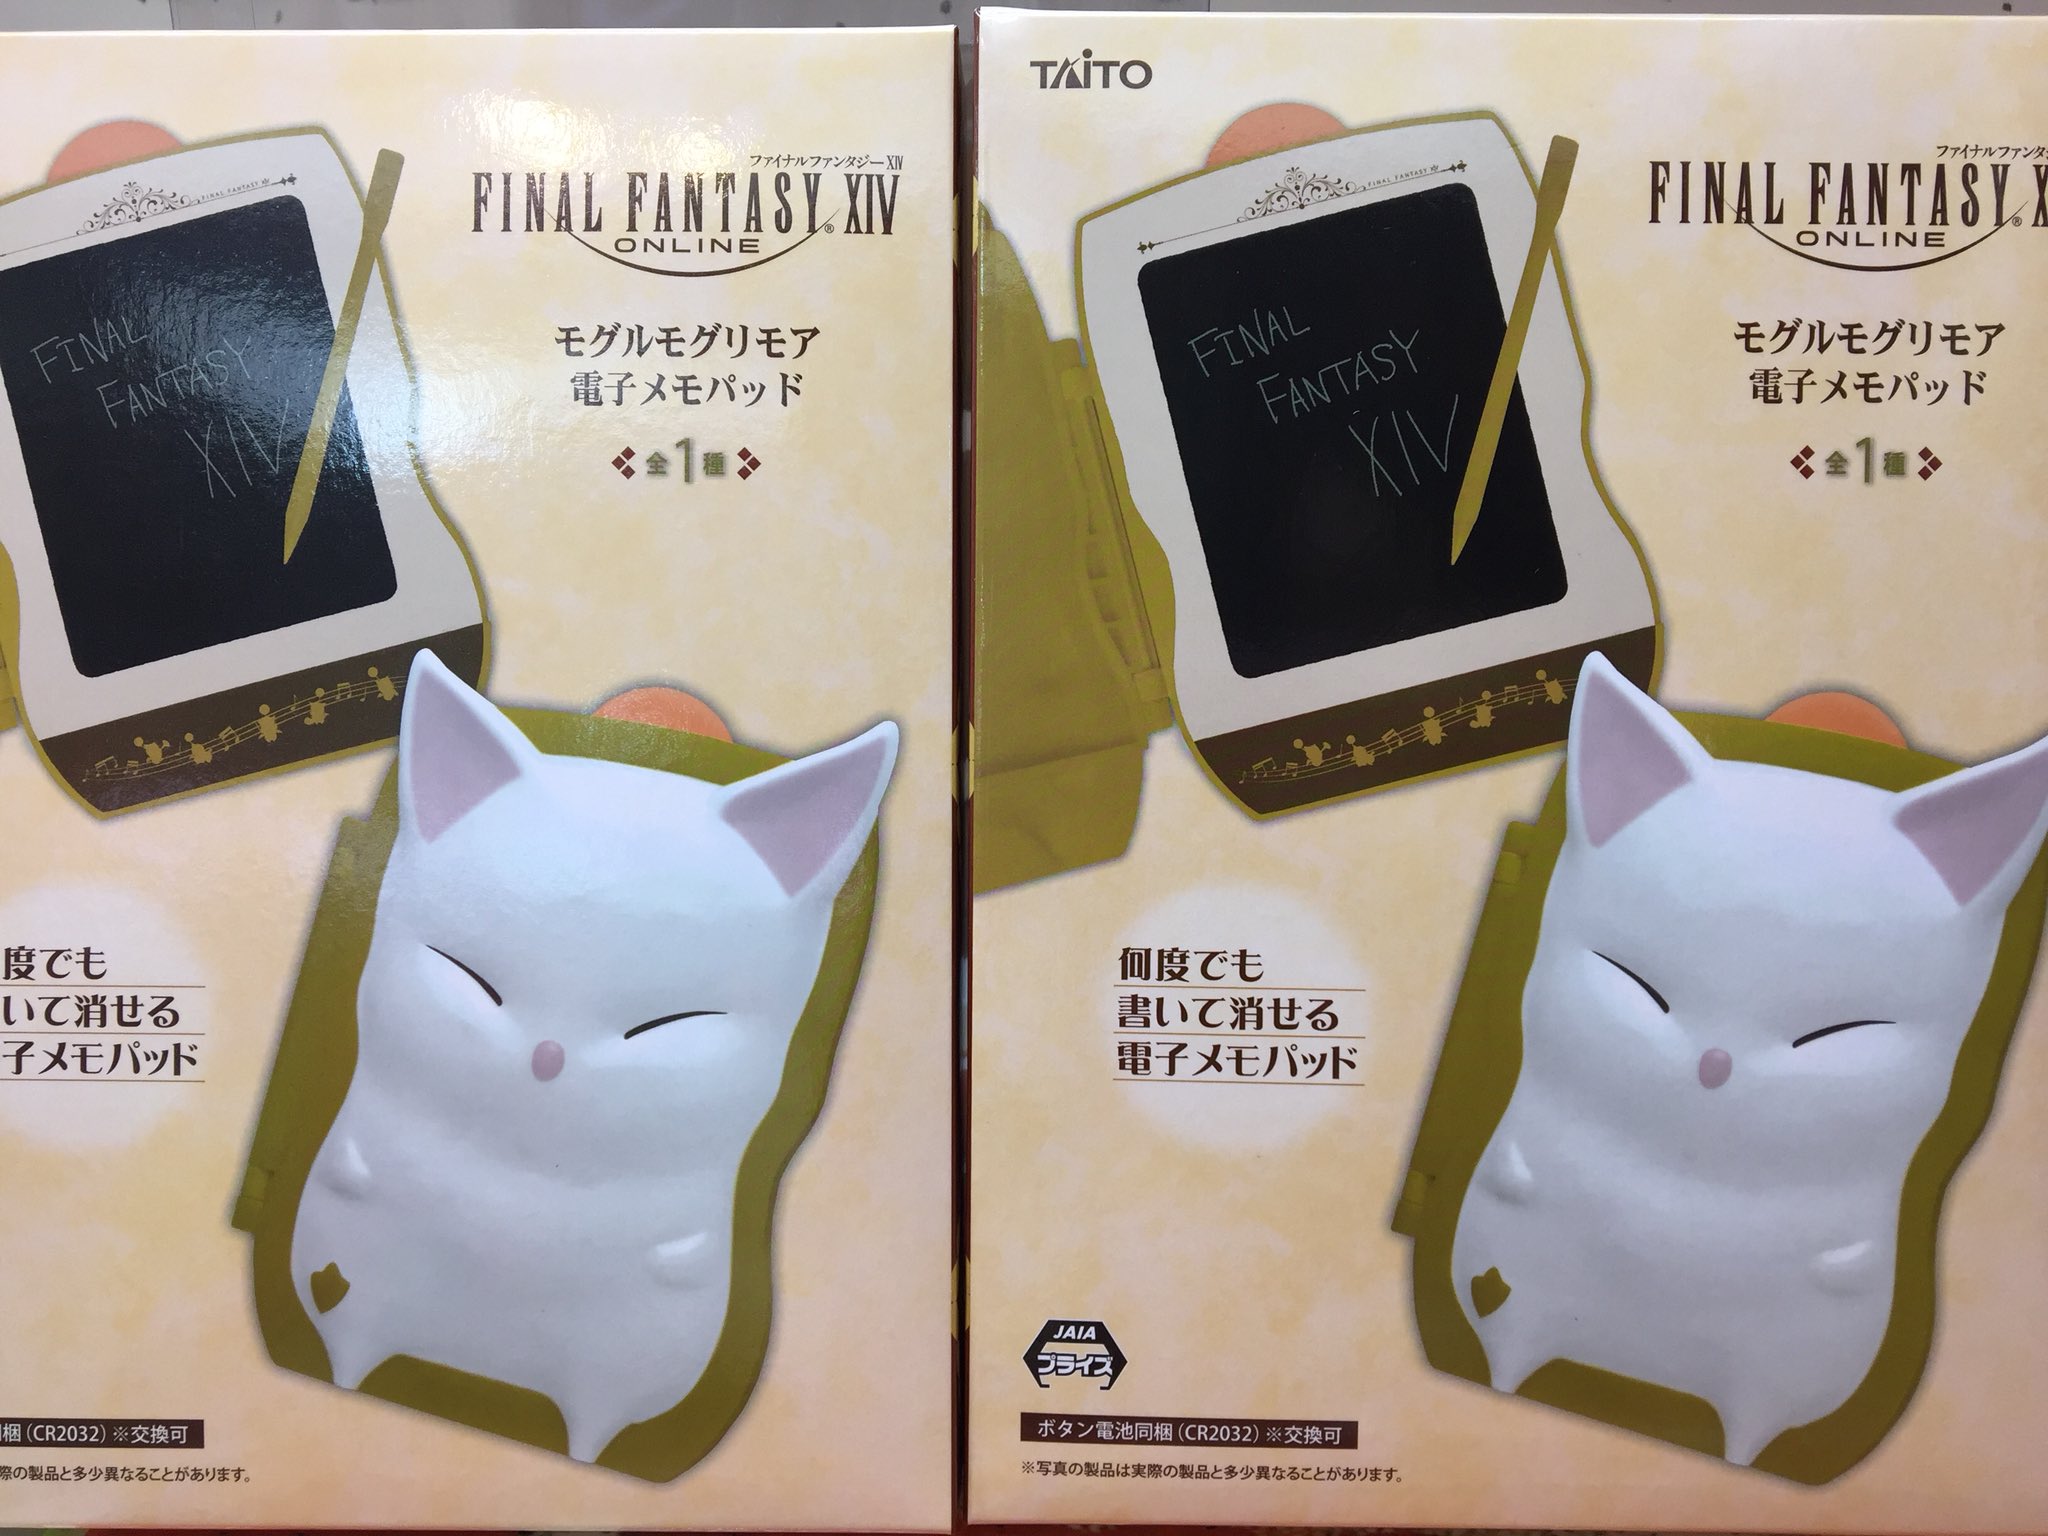 ファイナルファンタジーXIV
FINAL FANTASY® XIV
ONLINE
モグルモグリモア
電子メモパッド
全1種
FINAL FANTASY XIV
FINAL
FANTASY
XIV
度でも
いて消せる
子メモパッド
梱(CR2032)※交換可
際の製品と多少異なることがあります。
TAITO
ファイナルファンタ
FINAL FANTASY® X
ONLINE
モグルモグリモア
電子メモパッド
全1種
FINAL FANTASY XIV
FINAL
FANTASY
XIV
何度でも
書いて消せる
電子メモパッド
JAIA
プライズ
ボタン電池同梱(CR2032)※交換可
※写真の製品は実際の製品と多少異なることがあります。